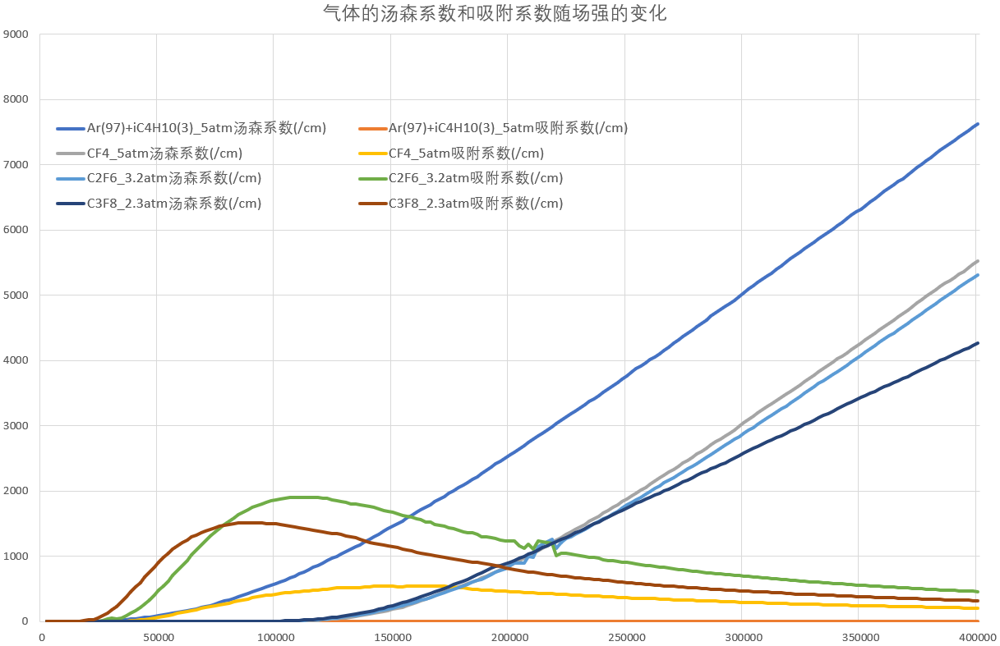 气体的汤森系数和吸附系数随场强的变化
9000
8000
7000
6000
5000
4000
3000
2000
1000
0
Ar(97)+iC4H10(3)_5atm汤森系数(/cm) Ar(97)+iC4H10(3)_5atm吸附系数(/cm)
CF4_5atm汤森系数(/cm) CF4_5atm吸附系数(/cm)
C2F6_3.2atm汤森系数(/cm) C2F6_3.2atm吸附系数(/cm)
C3F8_2.3atm汤森系数(/cm) C3F8_2.3atm吸附系数(/cm)
0 50000 100000 150000 200000 250000 300000 350000 400000